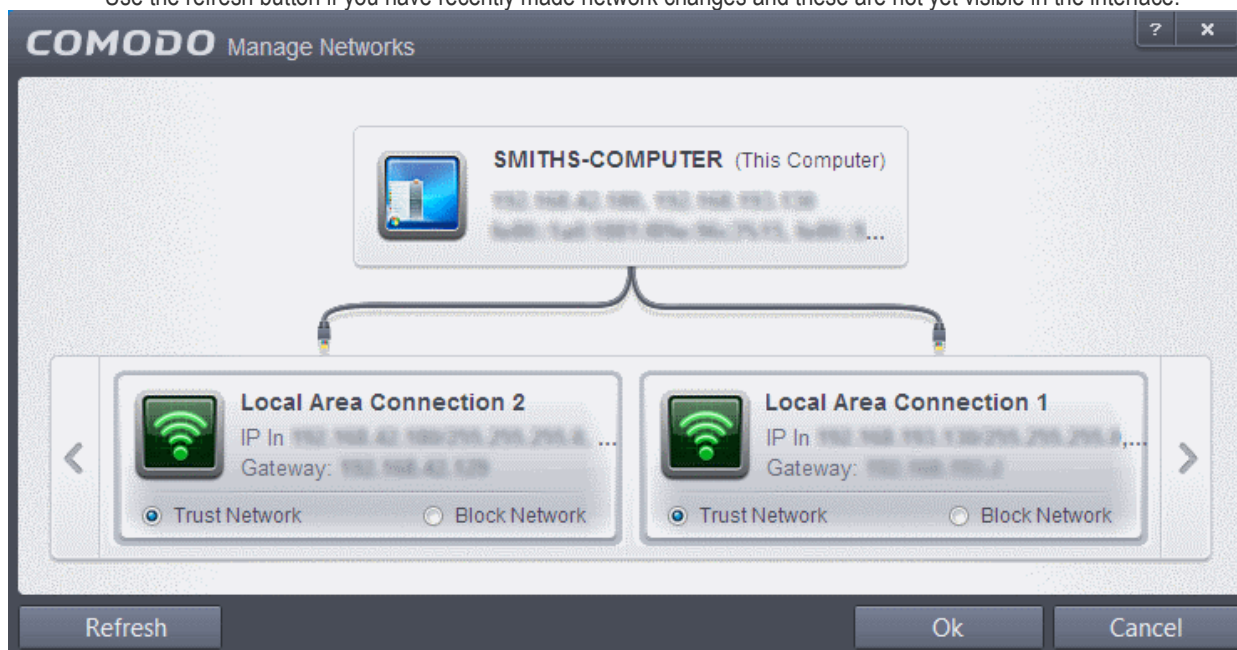 Use the refresh button if you have recently made network changes and these are not yet visible in the interface.
COMODO Manage Networks
? x
SMITHS-COMPUTER (This Computer)
...
Local Area Connection 2
IP In ...
Gateway:
Trust Network Block Network
Local Area Connection 1
IP In ,...
Gateway:
Trust Network Block Network
Refresh Ok Cancel